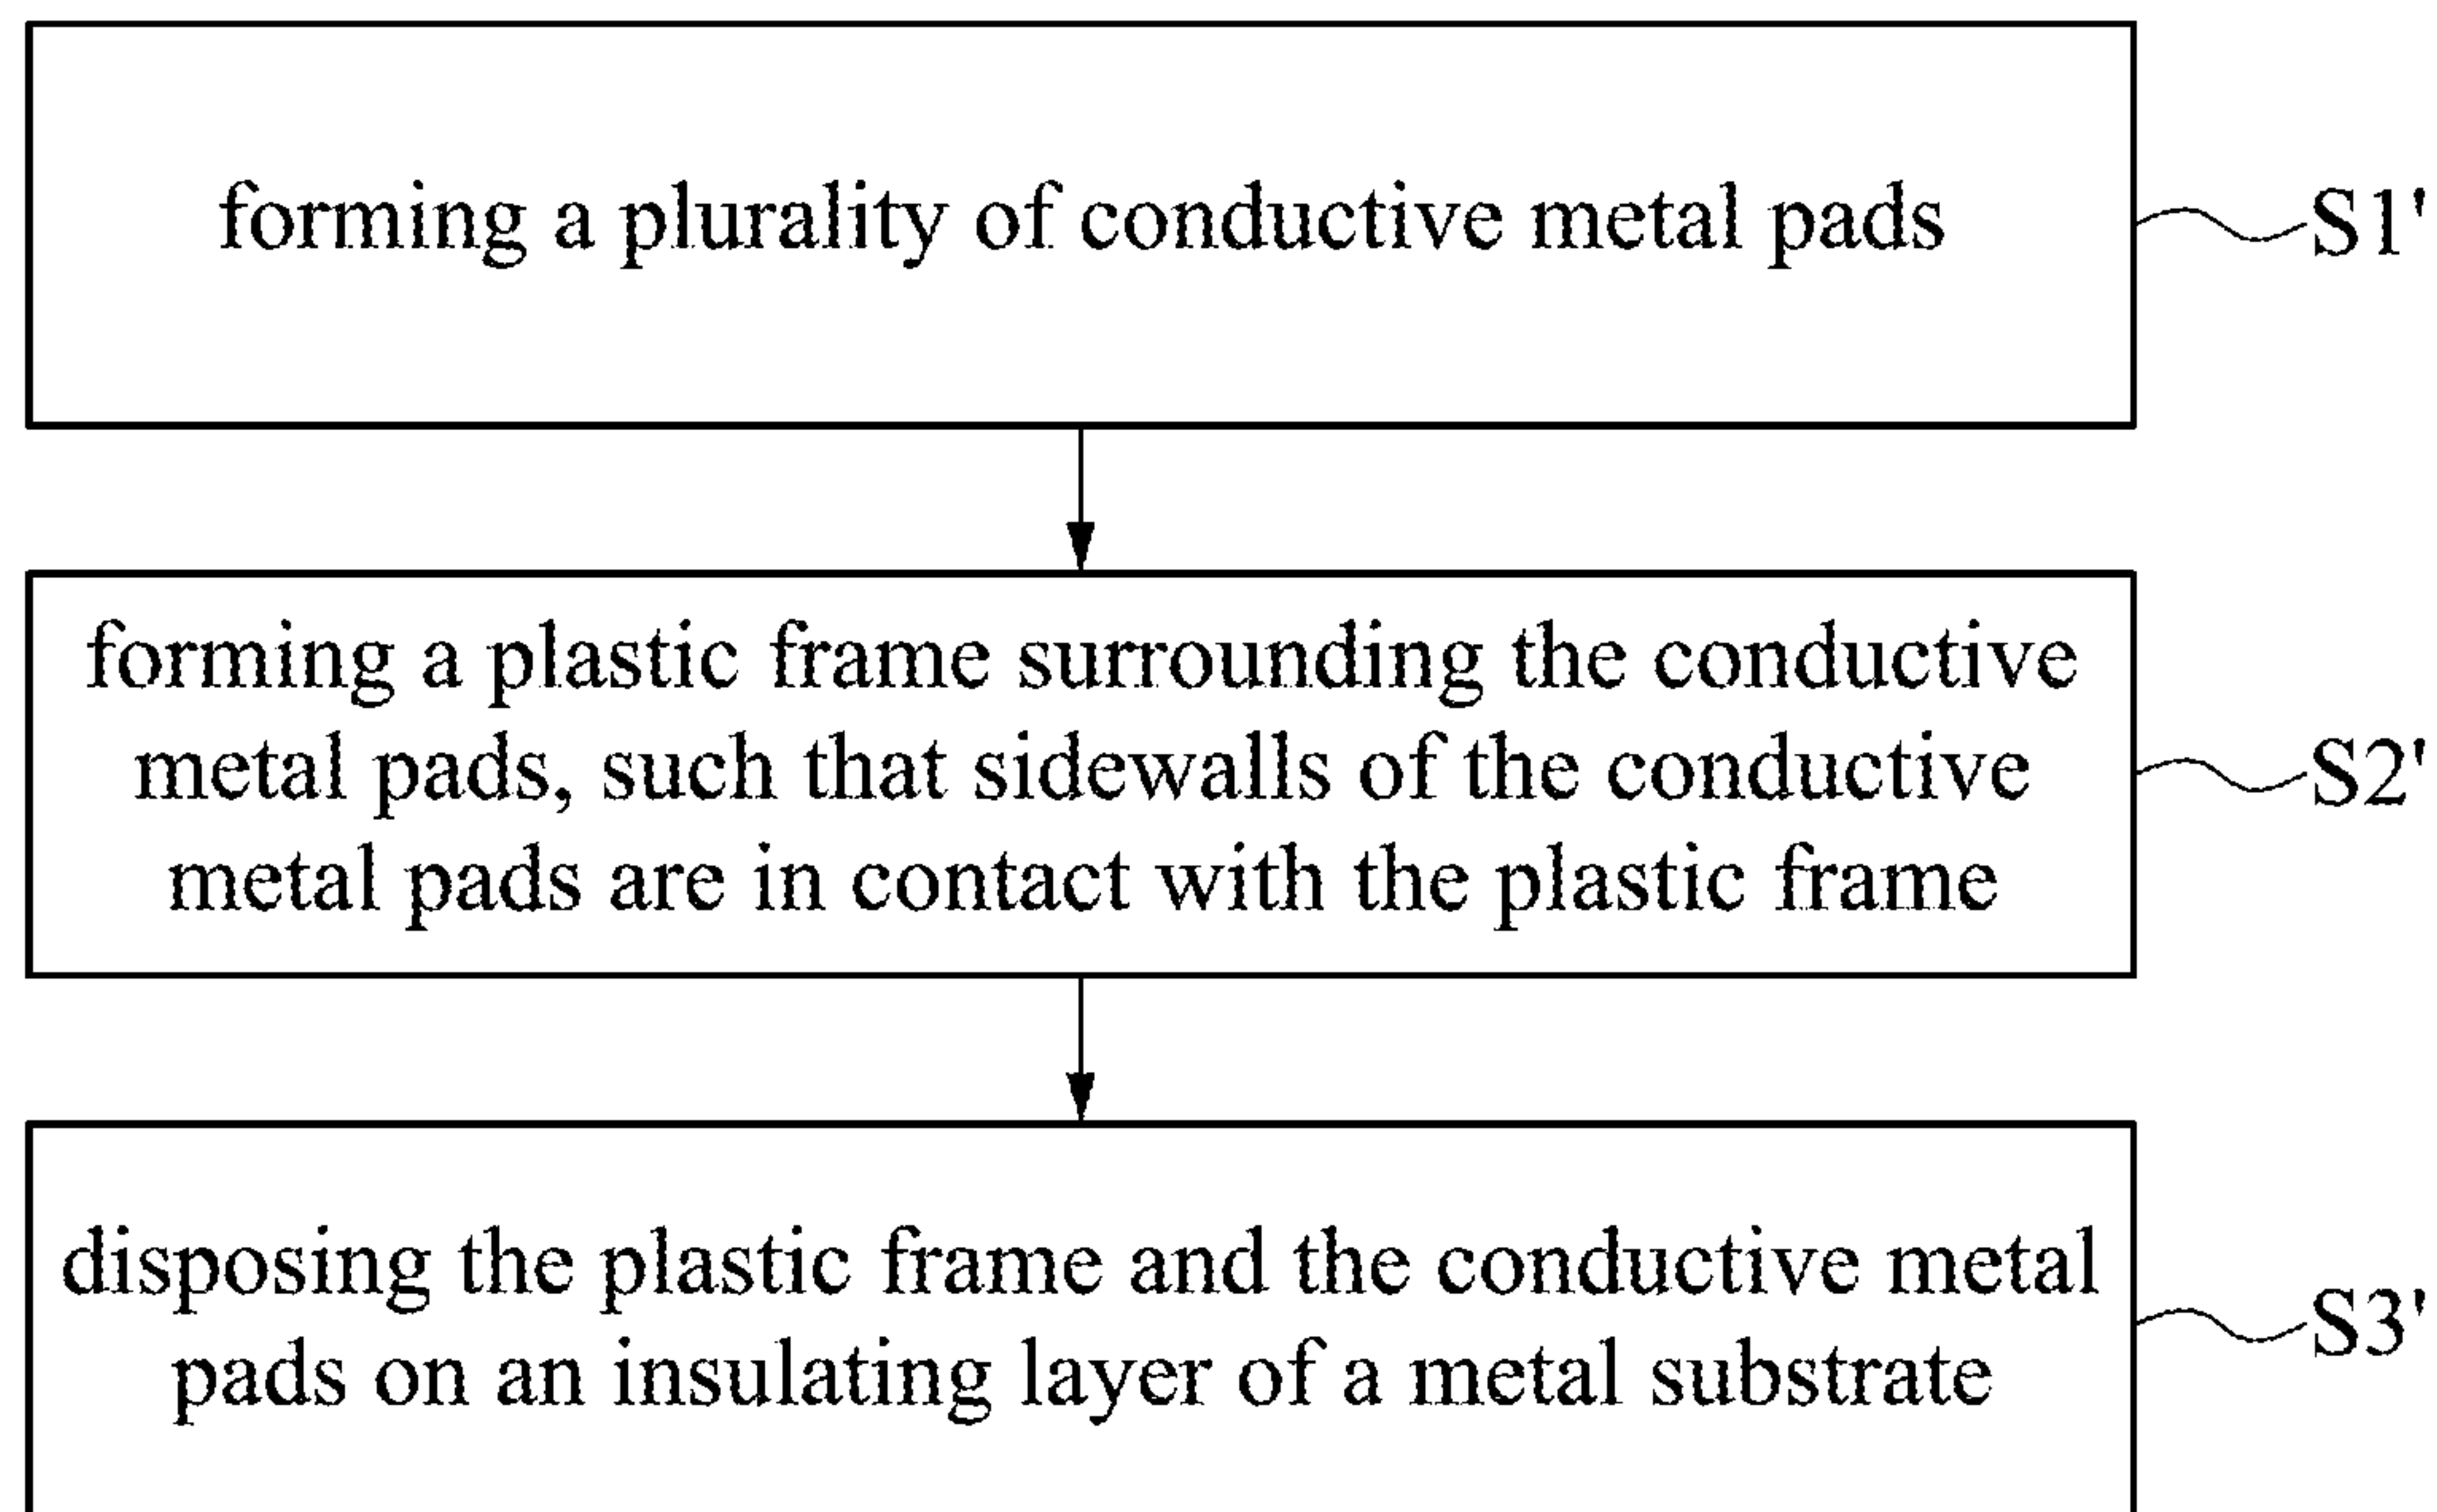 forming a plurality of conductive metal pads
S1'
forming a plastic frame surrounding the conductive
metal pads, such that sidewalls of the conductive
metal pads are in contact with the plastic frame
S2'
disposing the plastic frame and the conductive metal
pads on an insulating layer of a metal substrate
S3'